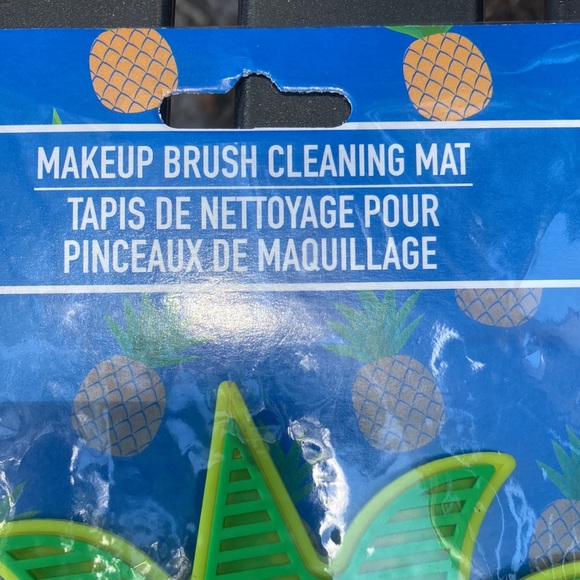 MAKEUP BRUSH CLEANING MAT
TAPIS DE NETTOYAGE POUR
PINCEAUX DE MAQUILLAGE